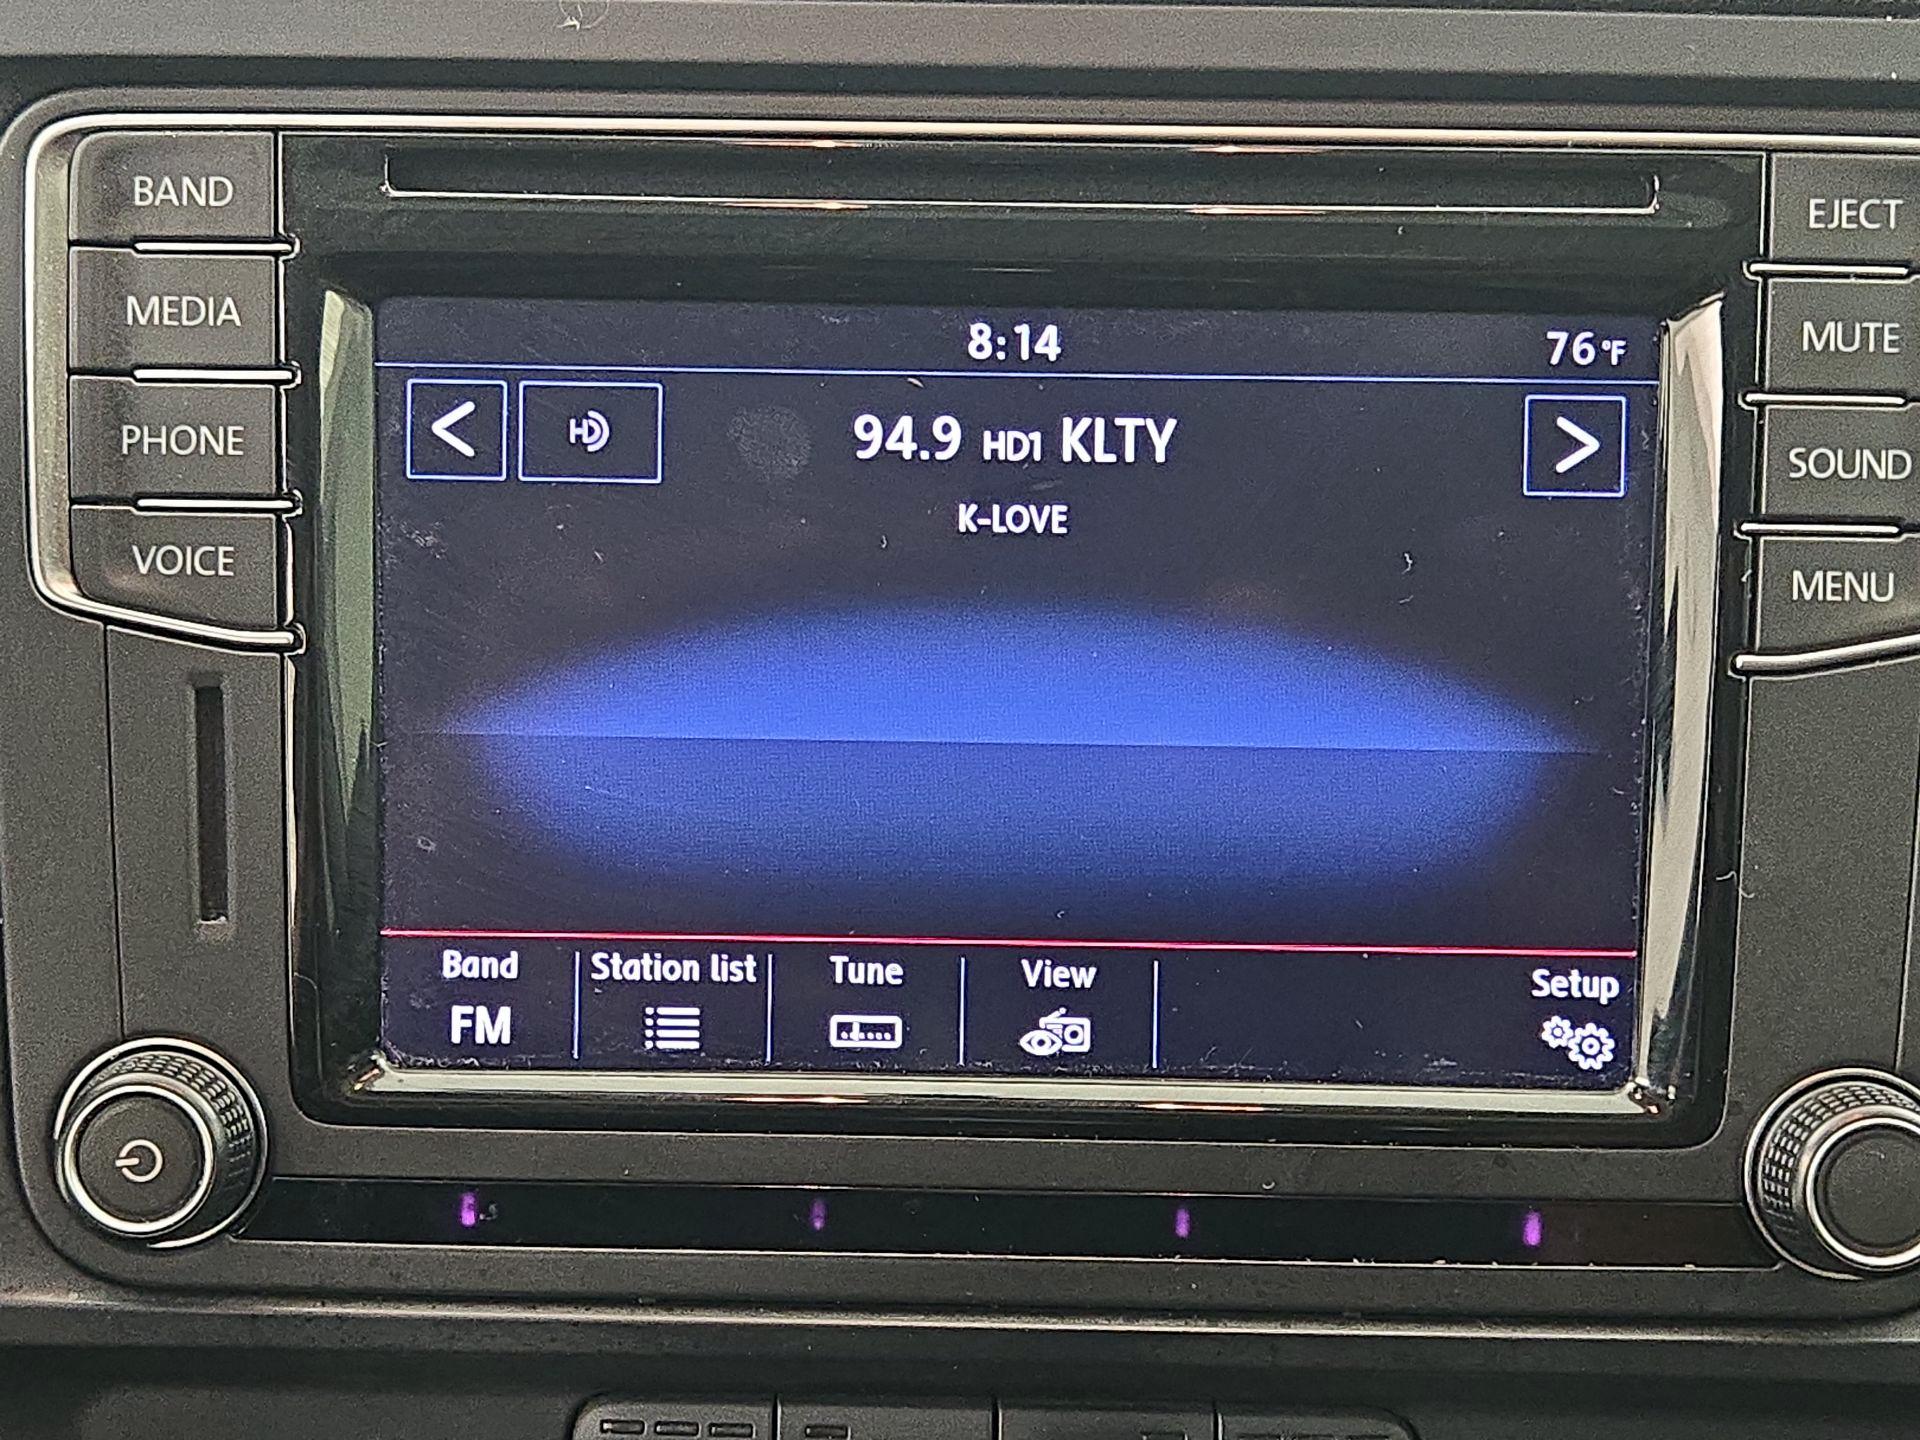 BAND
MEDIA
PHONE
VOICE
8:14
76°F
HD
94.9 HD1 KLTY
K-LOVE
Band
FM
Station list
Tune
View
Setup
EJECT
MUTE
SOUND
MENU